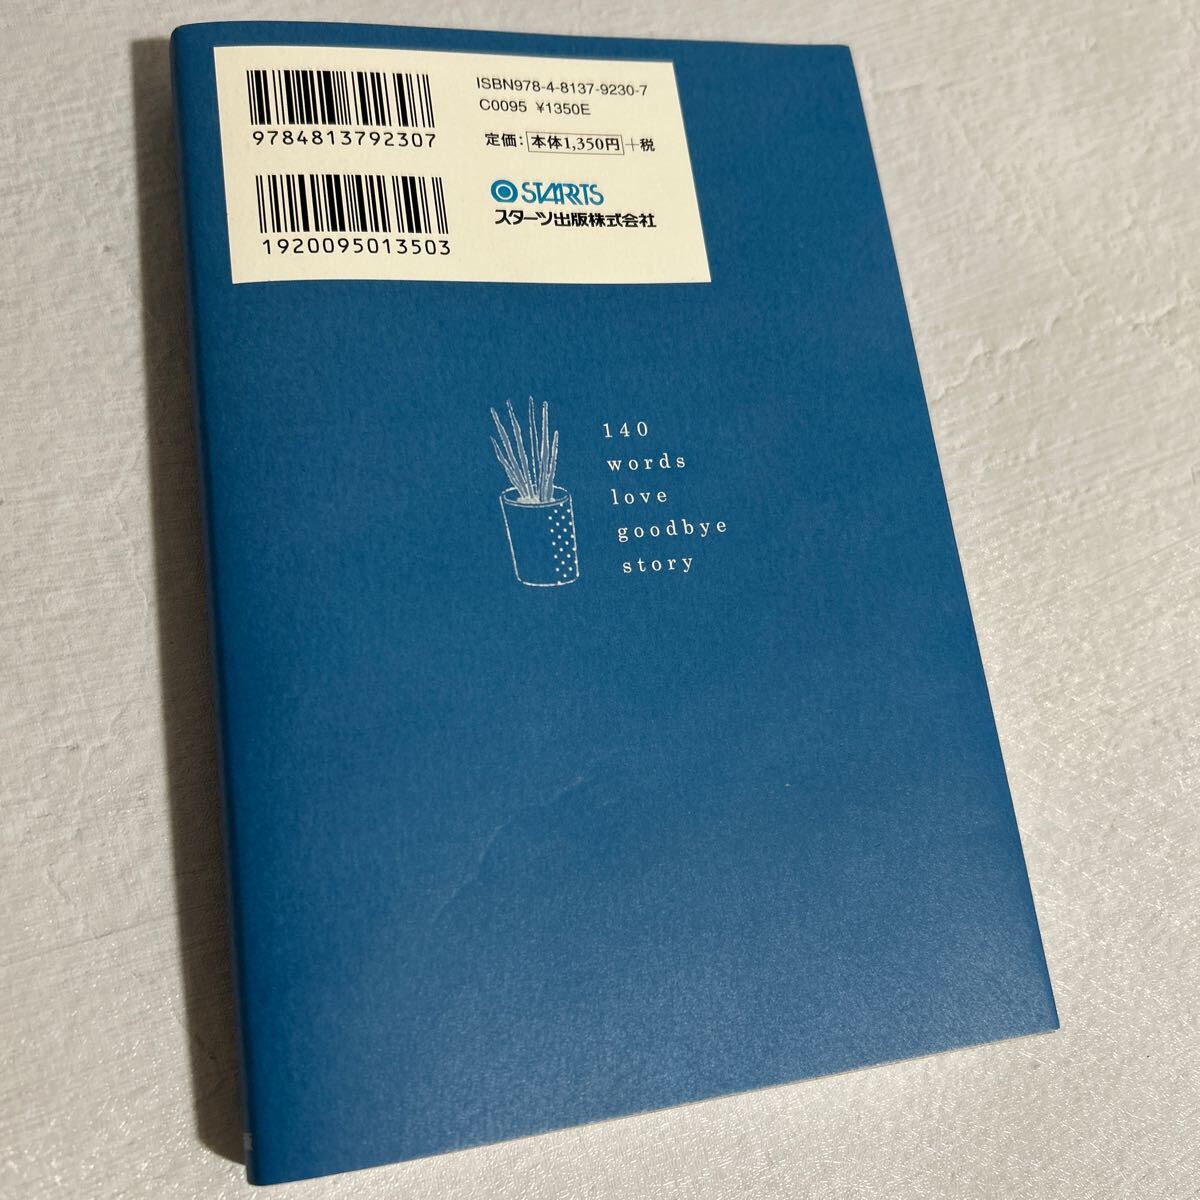 ISBN978-4-8137-9230-7
C0095 ¥1350E
9784813792307
定価: 本体1,350円 +税
STARTS
スターツ出版株式会社
1920095013503
140
words
love
goodbye
story